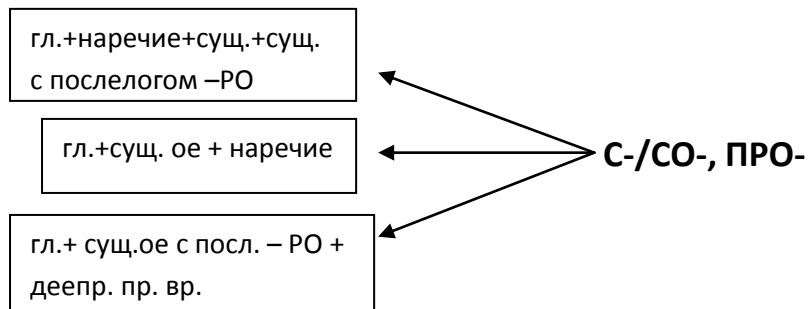 гл.+наречие+сущ.+сущ.
с послелогом –РО
гл.+сущ. ое + наречие
С-/СО-, ПРО-
гл.+ сущ.ое с посл. – РО +
деепр. пр. вр.